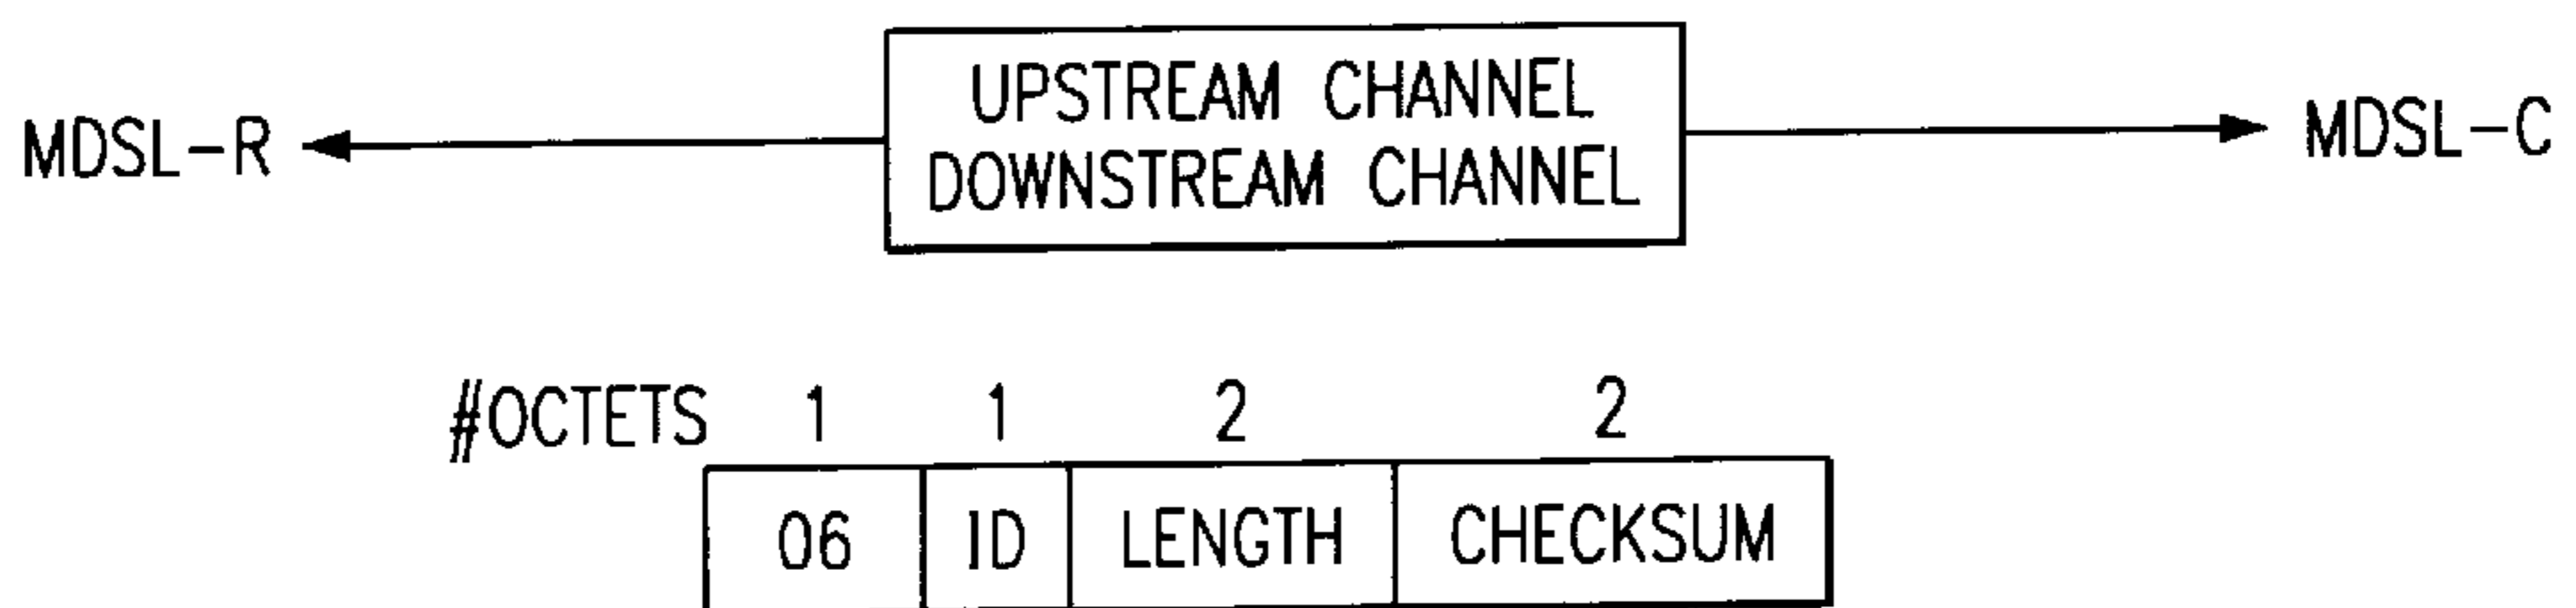 MDSL-R UPSTREAM CHANNEL MDSL-C
DOWNSTREAM CHANNEL
#OCTETS 1 1 2 2
06 ID LENGTH CHECKSUM